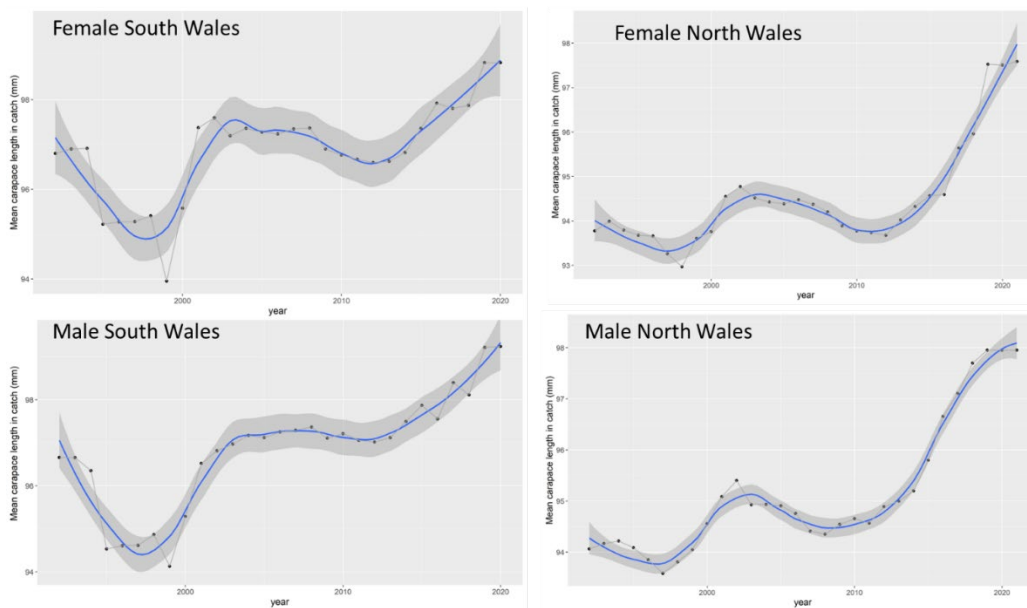 Female South Wales
Mean carapace length in catch (mm)
98
96
94
2000
2010
2020
year
Female North Wales
Mean carapace length in catch (mm)
98
97
96
95
94
93
2000
2010
2020
year
Male South Wales
Mean carapace length in catch (mm)
98
96
94
2000
2010
2020
year
Male North Wales
Mean carapace length in catch (mm)
98
97
96
95
94
2000
2010
2020
year